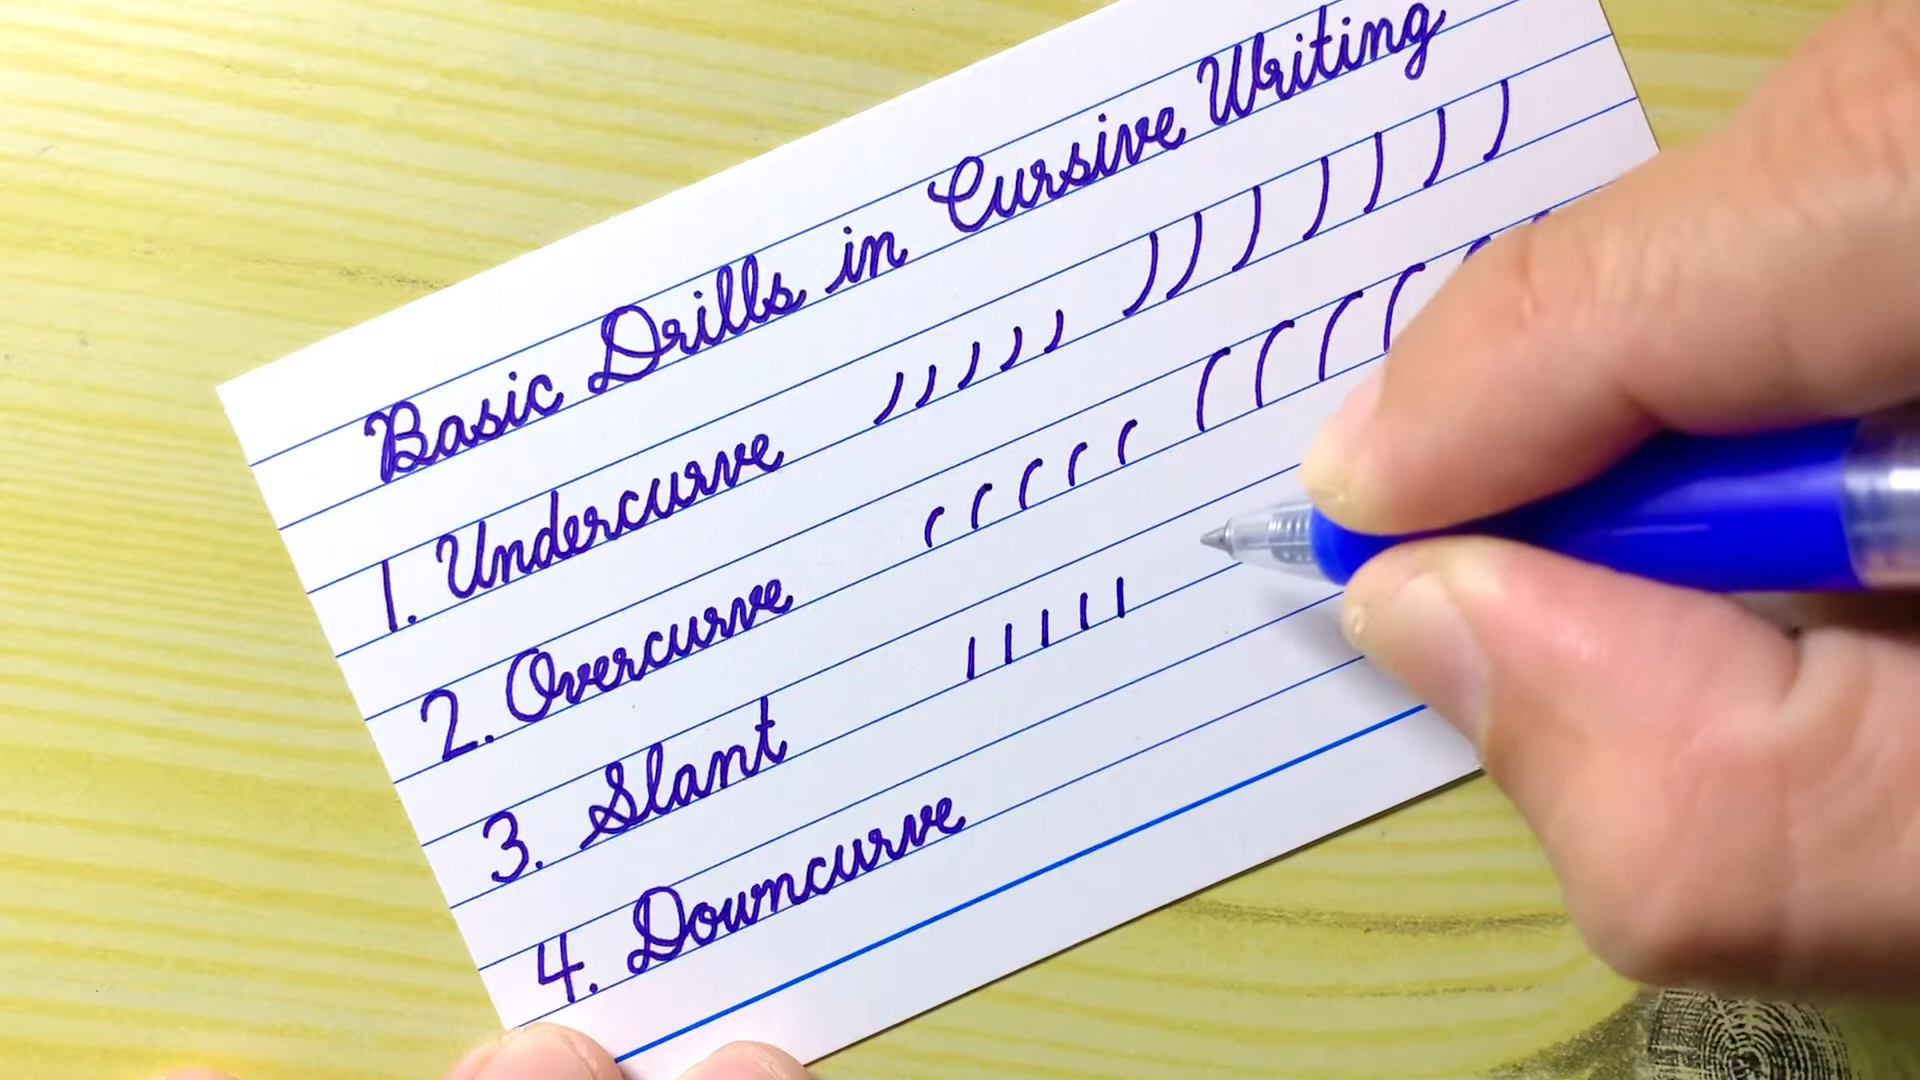 Basic Drills in Cursive Writing
1. Undercurve
2. Overcurve
3. Slant
4. Downcurve